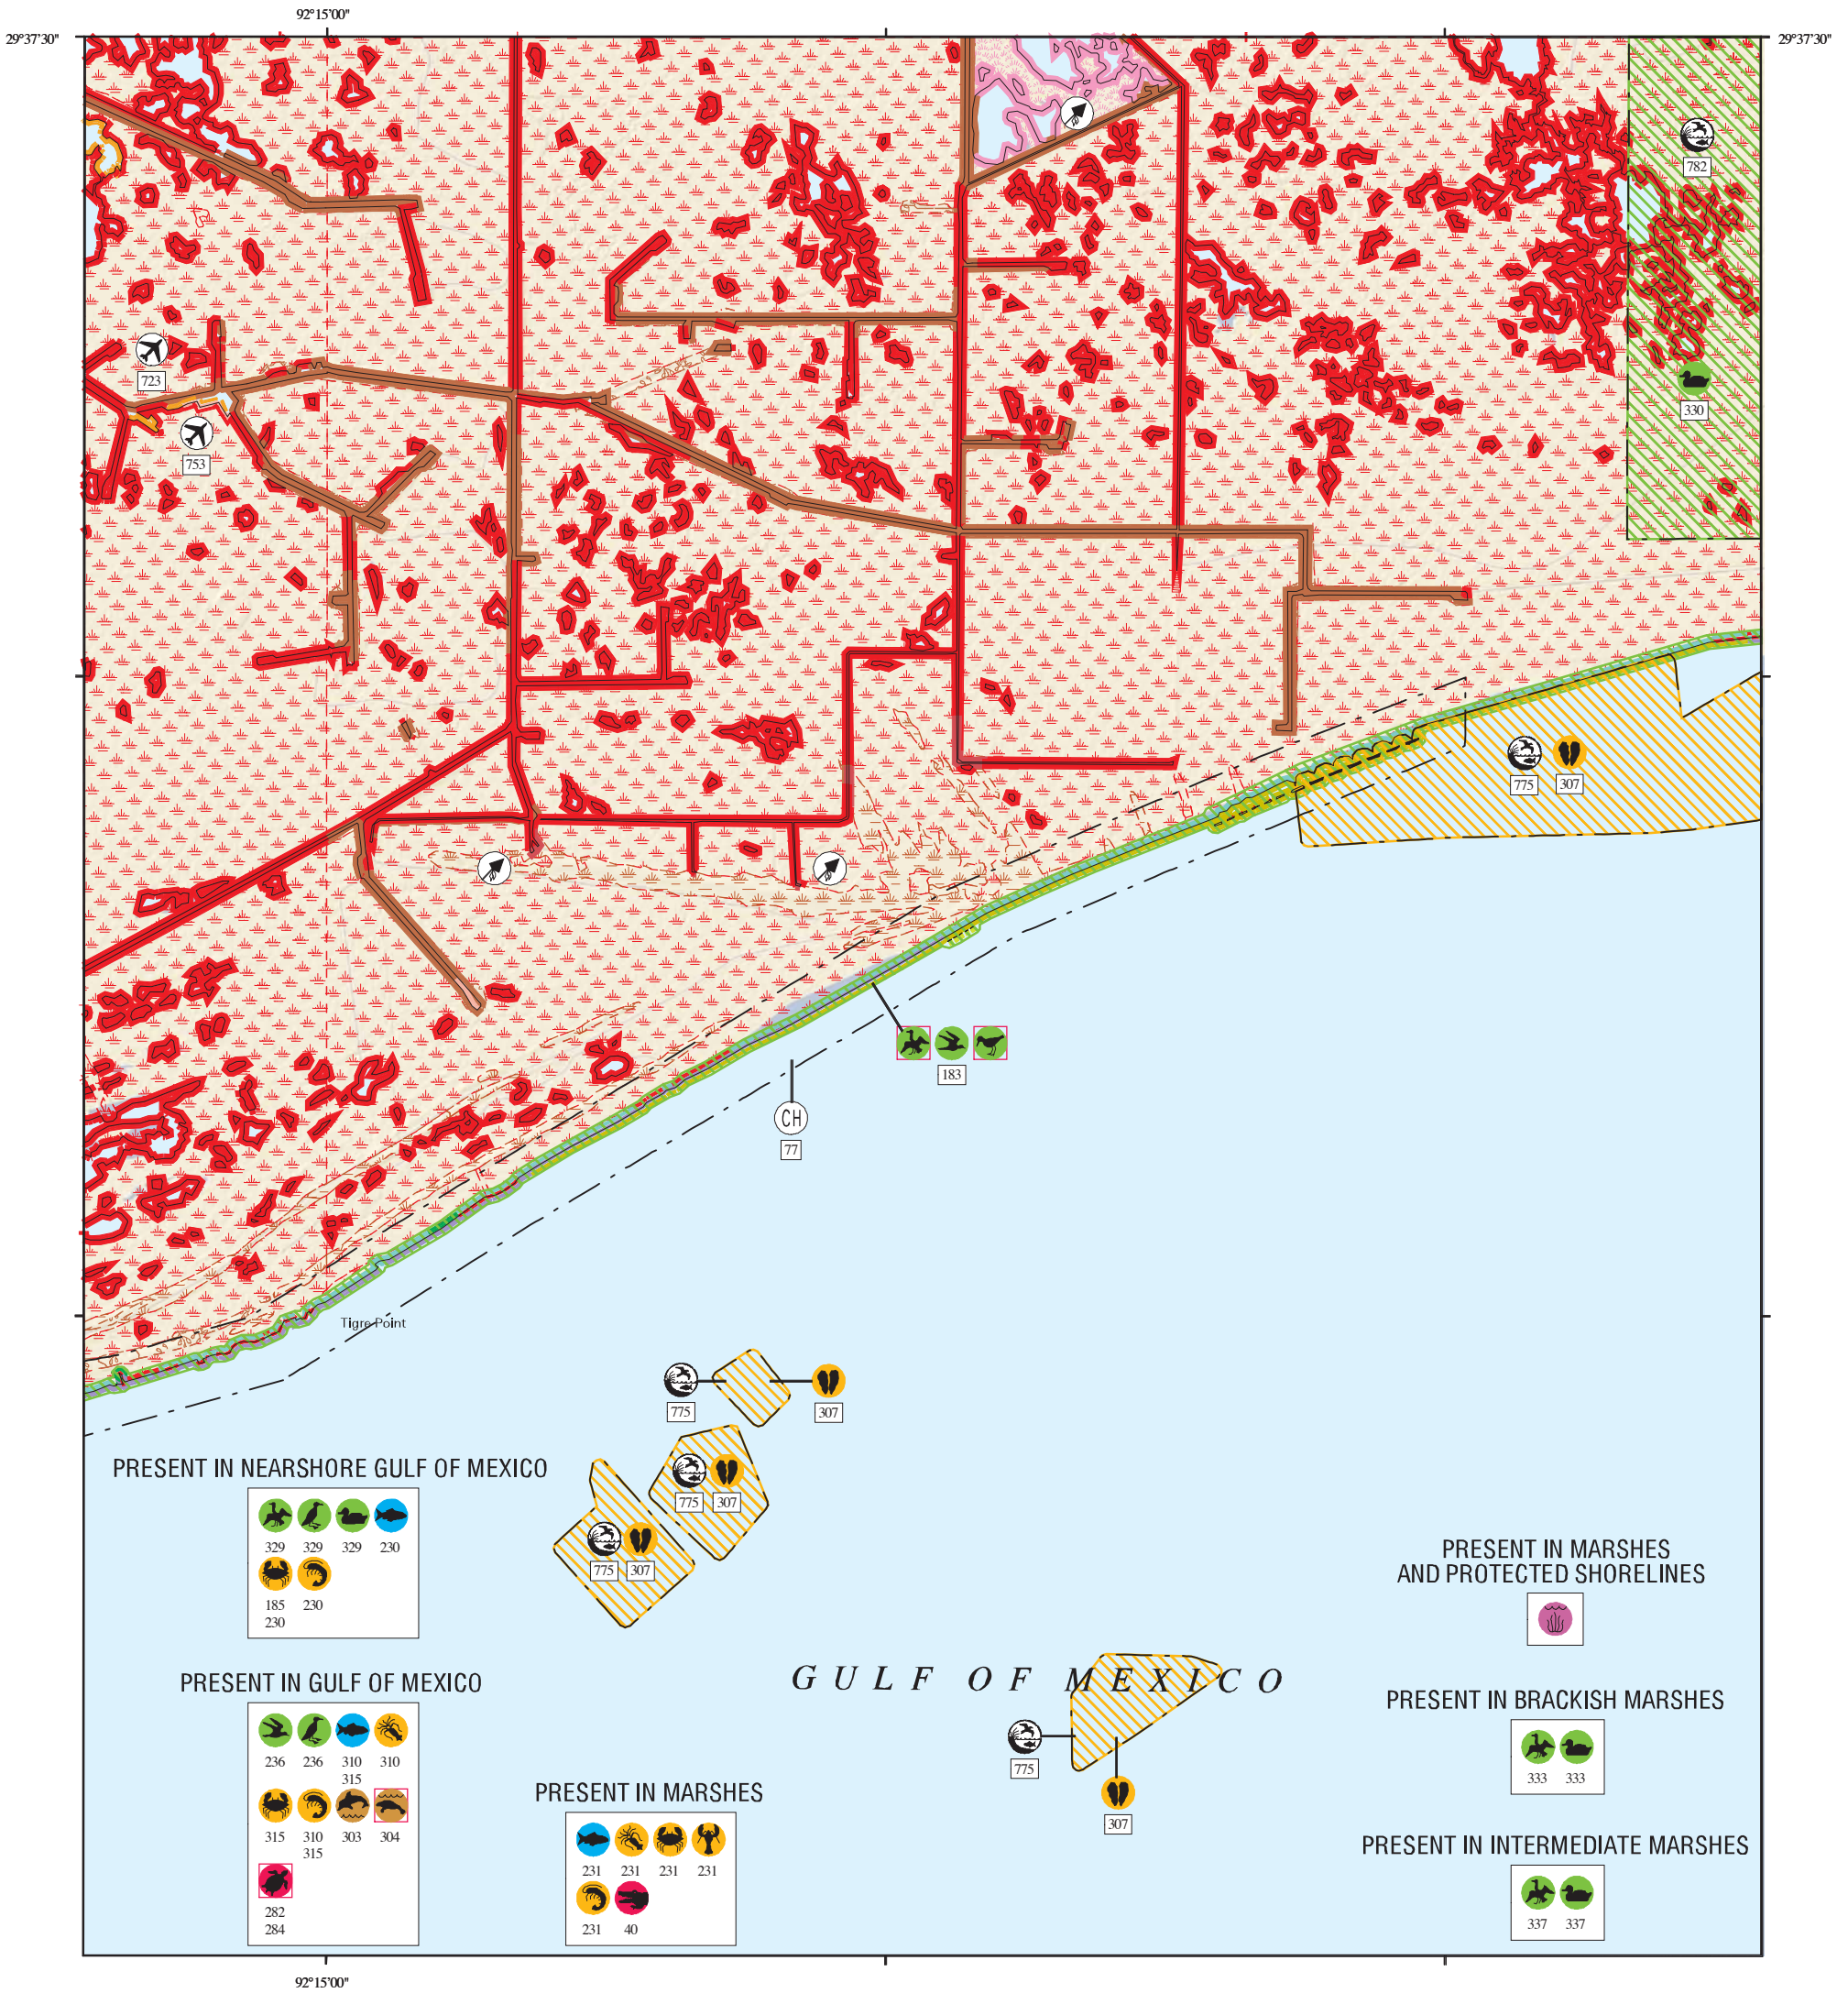 92°15'00"
29°37'30"
29°37'30"
782
723
330
753
775 307
183
CH
77
Tigre Point
775
307
PRESENT IN NEARSHORE GULF OF MEXICO
775 307
329 329 329 230
775 307
185 230
230
PRESENT IN MARSHES
AND PROTECTED SHORELINES
PRESENT IN GULF OF MEXICO
GULF OF MEXICO
PRESENT IN BRACKISH MARSHES
236 236 310 310
315
775
333 333
PRESENT IN MARSHES
307
315 310 303 304
315
PRESENT IN INTERMEDIATE MARSHES
231 231 231 231
282
284
231 40
337 337
92°15'00"